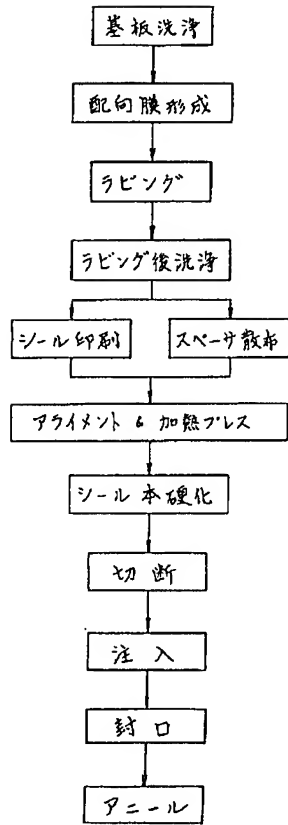 基板洗浄
配向膜形成
ラビング
ラビング後洗浄
シール印刷
スペーサ散布
アライメント & 加熱プレス
シール本硬化
切断
注入
封口
アニール